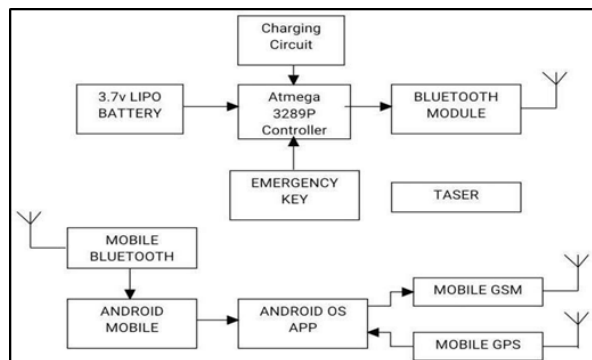 Charging
Circuit
3.7v LIPO
BATTERY
Atmega
3289P
Controller
BLUETOOTH
MODULE
EMERGENCY
KEY
TASER
MOBILE
BLUETOOTH
ANDROID
MOBILE
ANDROID OS
APP
MOBILE GSM
MOBILE GPS